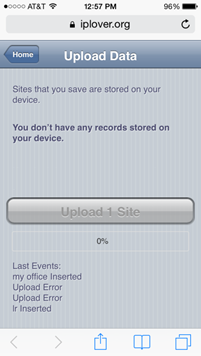 AT&T 12:57 PM 96%
iplover.org
Home Upload Data
Sites that you save are stored on your
device.
You don't have any records stored on
your device.
Upload 1 Site
0%
Last Events:
my office Inserted
Upload Error
Upload Error
lr Inserted